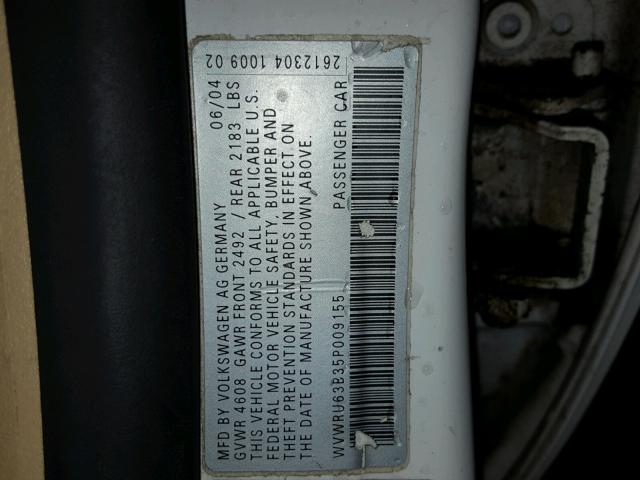 MFD BY VOLKSWAGEN AG GERMANY 06/04
GVWR 4608 GAWR FRONT 2492 / REAR 2183 LBS
THIS VEHICLE CONFORMS TO ALL APPLICABLE U.S.
FEDERAL MOTOR VEHICLE SAFETY, BUMPER AND
THEFT PREVENTION STANDARDS IN EFFECT ON
THE DATE OF MANUFACTURE SHOWN ABOVE.
WVWRU63B35P009155 PASSENGER CAR
2612304 1009 02